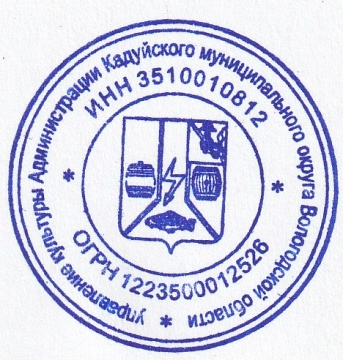 управление культуры Администрации Кадуйского муниципального округа Вологодской области *
ИНН 3510010812
* ОГРН 1223500012526 *